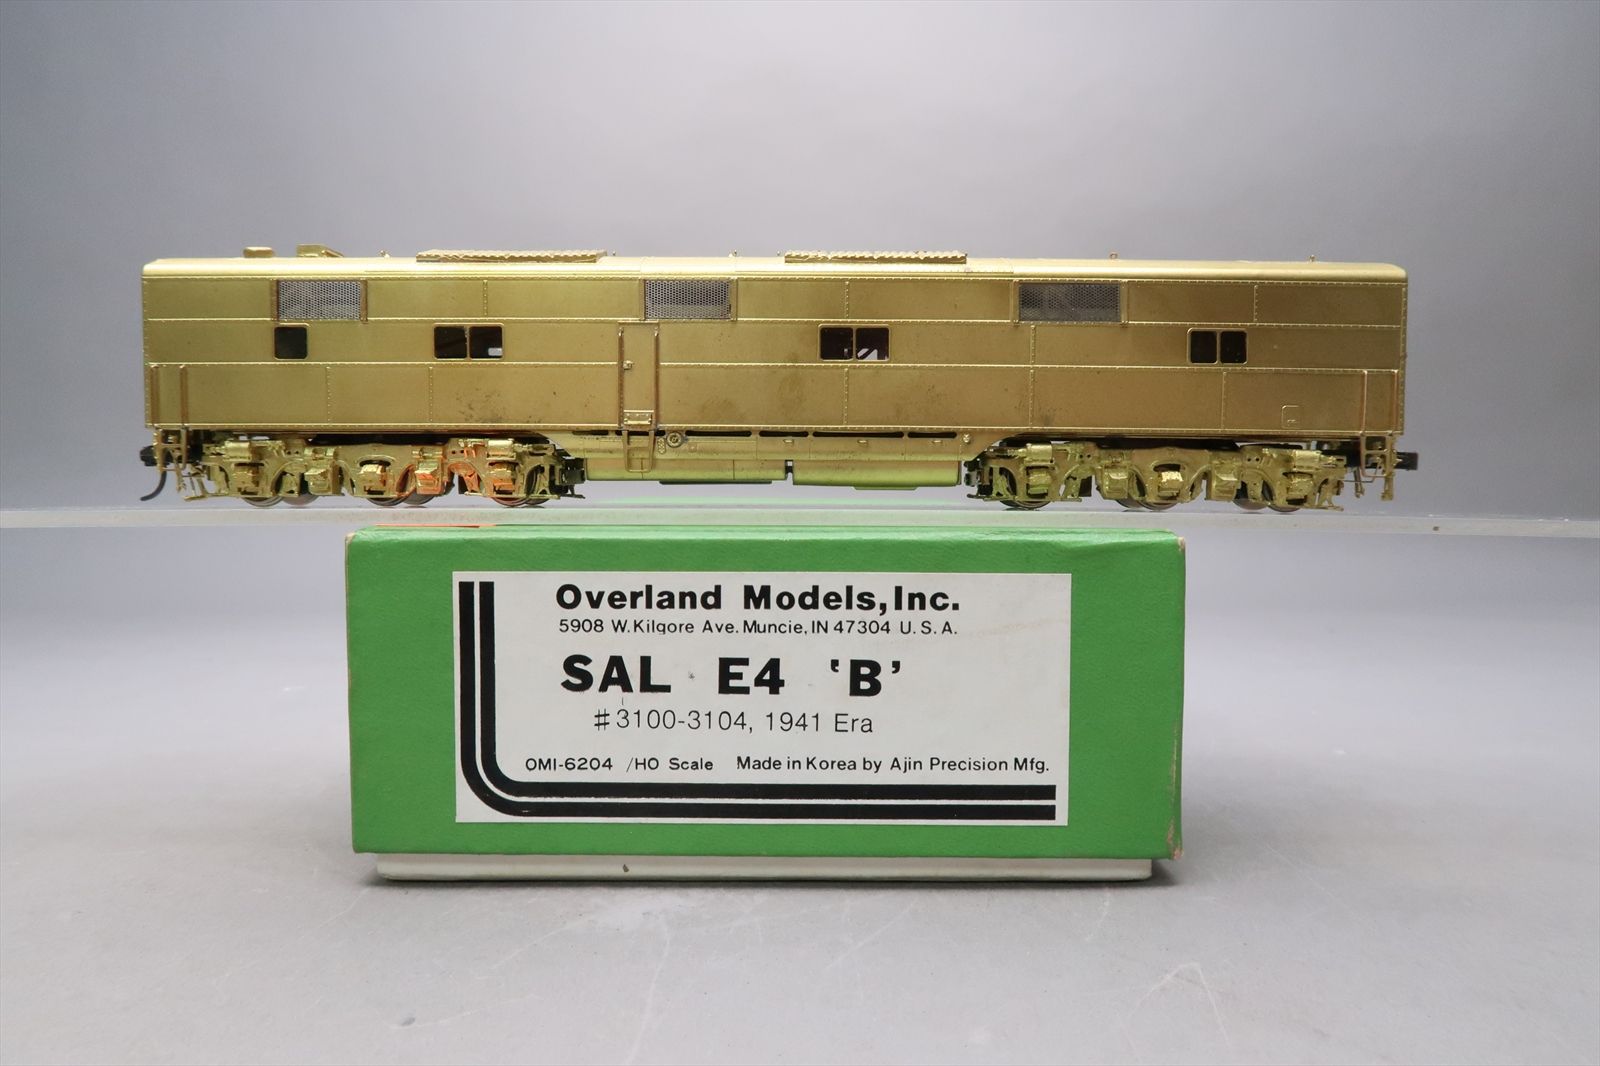 Overland Models, Inc.
5908 W. Kilgore Ave. Muncie, IN 47304 U.S.A.
SAL E4 'B'
#3100-3104, 1941 Era
OMI-6204 /HO Scale Made in Korea by Ajin Precision Mfg.